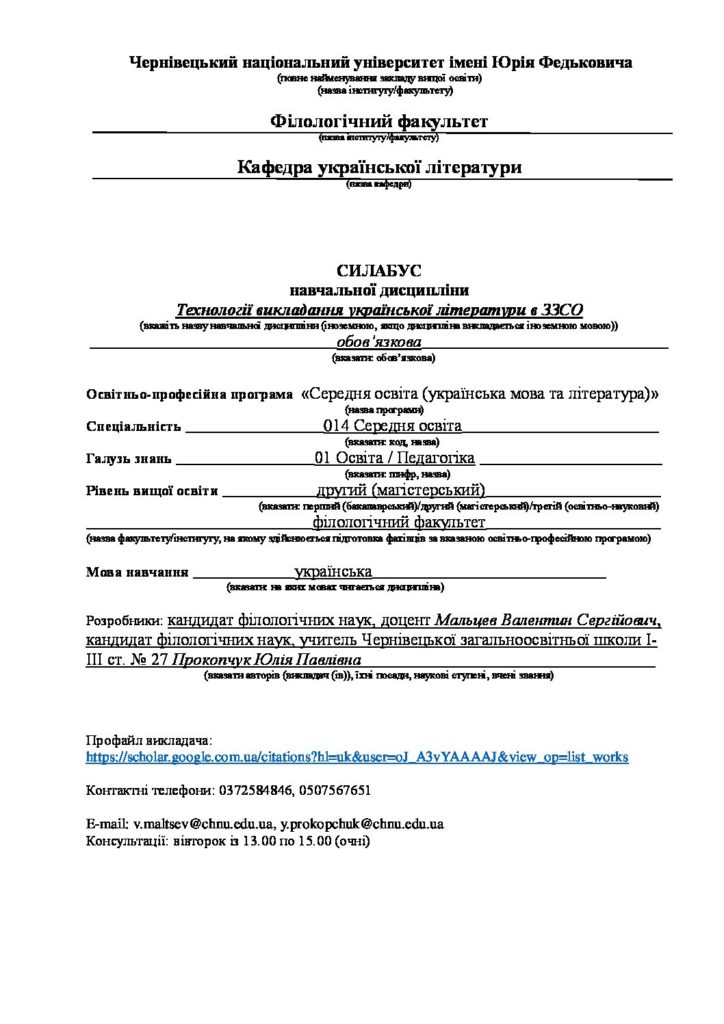 Чернівецький національний університет імені Юрія Федьковича
(повне найменування закладу вищої освіти)
(назва інституту/факультету)
Філологічний факультет
(назва інституту/факультету)
Кафедра української літератури
(назва кафедри)
СИЛАБУС
навчальної дисципліни
Технології викладання української літератури в ЗЗСО
(вкажіть назву навчальної дисципліни (іноземною, якщо дисципліна викладається іноземною мовою))
обов’язкова
(вказати: обов’язкова)
Освітньо-професійна програма «Середня освіта (українська мова та література)»
(назва програми)
Спеціальність 014 Середня освіта
(вказати: код, назва)
Галузь знань 01 Освіта / Педагогіка
(вказати: шифр, назва)
Рівень вищої освіти другий (магістерський)
(вказати: перший (бакалаврський)/другий (магістерський)/третій (освітньо-науковий)
філологічний факультет
(назва факультету/інституту, на якому здійснюється підготовка фахівців за вказаною освітньо-професійною програмою)
Мова навчання українська
(вказати: на яких мовах читається дисципліна)
Розробники: кандидат філологічних наук, доцент Мальцев Валентин Сергійович,
кандидат філологічних наук, учитель Чернівецької загальноосвітньої школи І-
ІІІ ст. № 27 Прокопчук Юлія Павлівна
(вказати авторів (викладач (ів)), їхні посади, наукові ступені, вчені звання)
Профайл викладача:
https://scholar.google.com.ua/citations?hl=uk&user=oJ_A3vYAAAAJ&view_op=list_works
Контактні телефони: 0372584846, 0507567651
E-mail: v.maltsev@chnu.edu.ua, y.prokopchuk@chnu.edu.ua
Консультації: вівторок із 13.00 по 15.00 (очні)